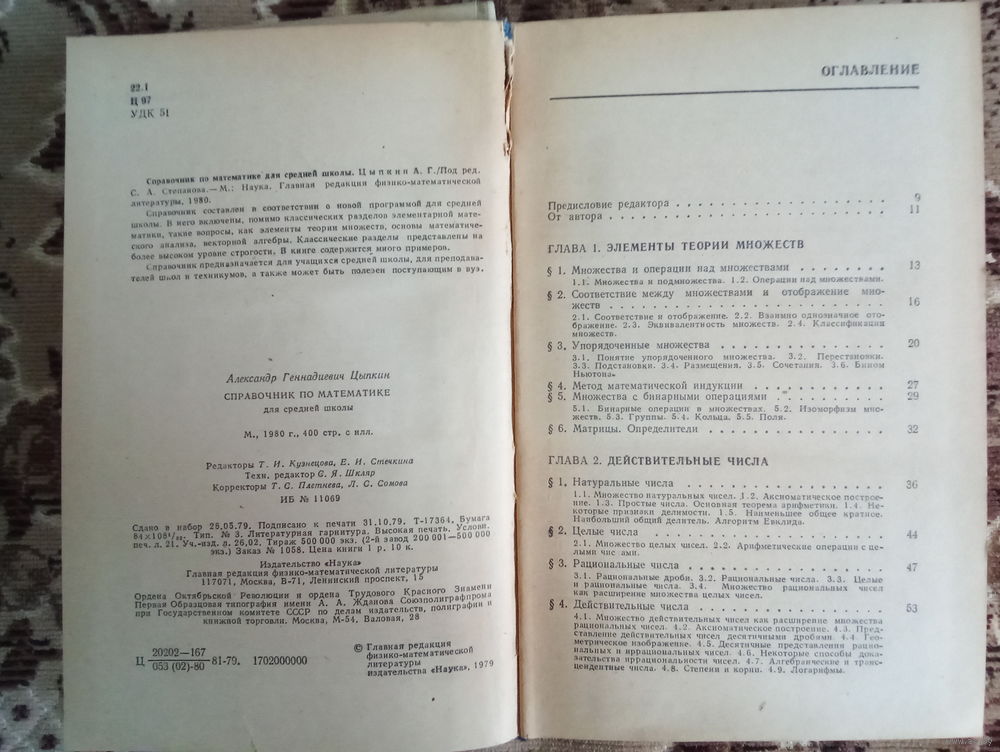 22.1
Ц 97
УДК 51
Справочник по математике для средней школы. Цыпкин А. Г./Под ред.
С. А. Степанова.— М.: Наука. Главная редакция физико-математической
литературы, 1980.
Справочник составлен в соответствии о новой программой для средней
школы. В него включены, помимо классических разделов элементарной мате-
матики, такие вопросы, как элементы теории множеств, основы математиче-
ского анализа, векторной алгебры. Классические разделы представлены на
более высоком уровне строгости. В книге содержится много примеров.
Справочник предназначается для учащихся средней школы, для преподава-
телей школ и техникумов, а также может быть полезен поступающим в вуз.
Александр Геннадиевич Цыпкин
СПРАВОЧНИК ПО МАТЕМАТИКЕ
для средней школы
М., 1980 г., 400 стр. с илл.
Редакторы Т. И. Кузнецова, Е. И. Стечкина
Техн. редактор С. Я. Шкляр
Корректоры Т. С. Плетнева, Л. С. Сомова
ИБ № 11069
Сдано в набор 26.03.79. Подписано к печати 31.10.79. Т-17364. Бумага
84×108¹/₃₂. Тип. № 3. Литературная гарнитура. Высокая печать. Услови.
печ. л. 21. Уч.-изд. л. 26,02. Тираж 500 000 экз. (2-й завод 200 001—500 000
экз.) Заказ № 1058. Цена книги 1 р. 10 к.
Издательство «Наука»
Главная редакция физико-математической литературы
117071, Москва, В-71, Ленинский проспект, 15
Ордена Октябрьской Революции и ордена Трудового Красного Знамени
Первая Образцовая типография имени А. А. Жданова Союзполиграфпрома
при Государственном комитете СССР по делам издательств, полиграфии и
книжной торговли. Москва, М-54, Валовая, 28
Ц 20202—167/053 (02)-80 81-79. 1702000000
© Главная редакция
физико-математической
литературы
издательства «Наука», 1979
ОГЛАВЛЕНИЕ
Предисловие редактора . . . . . . . . . . . . . . . . . . 9
От автора . . . . . . . . . . . . . . . . . . . . . . 11
ГЛАВА 1. ЭЛЕМЕНТЫ ТЕОРИИ МНОЖЕСТВ
§ 1. Множества и операции над множествами . . . . . . . . 13
1.1. Множества и подмножества. 1.2. Операции над множествами.
§ 2. Соответствие между множествами и отображение мно-
жеств . . . . . . . . . . . . . . . . . . . . . . 16
2.1. Соответствие и отображение. 2.2. Взаимно однозначное ото-
бражение. 2.3. Эквивалентность множеств. 2.4. Классификации
множеств.
§ 3. Упорядоченные множества . . . . . . . . . . . . . . 20
3.1. Понятие упорядоченного множества. 3.2. Перестановки.
3.3. Подстановки. 3.4. Размещения. 3.5. Сочетания. 3.6. Бином
Ньютона.
§ 4. Метод математической индукции . . . . . . . . . . . 27
§ 5. Множества с бинарными операциями . . . . . . . . . . 29
5.1. Бинарные операции в множествах. 5.2. Изоморфизм мно-
жеств. 5.3. Группы. 5.4. Кольца. 5.5. Поля.
§ 6. Матрицы. Определители . . . . . . . . . . . . . . . 32
ГЛАВА 2. ДЕЙСТВИТЕЛЬНЫЕ ЧИСЛА
§ 1. Натуральные числа . . . . . . . . . . . . . . . . . 36
1.1. Множество натуральных чисел. 1.2. Аксиоматическое построе-
ние. 1.3. Простые числа. Основная теорема арифметики. 1.4. Не-
которые признаки делимости. 1.5. Наименьшее общее кратное.
Наибольший общий делитель. Алгоритм Евклида.
§ 2. Целые числа . . . . . . . . . . . . . . . . . . . 44
2.1. Множество целых чисел. 2.2. Арифметические операции с це-
лыми числами.
§ 3. Рациональные числа . . . . . . . . . . . . . . . . 47
3.1. Рациональные дроби. 3.2. Рациональные числа. 3.3. Целые
и рациональные числа. 3.4. Множество рациональных чисел
как расширение множества целых чисел.
§ 4. Действительные числа . . . . . . . . . . . . . . . 53
4.1. Множество действительных чисел как расширение множества
рациональных чисел. 4.2. Аксиоматическое построение. 4.3. Пред-
ставление действительных чисел десятичными дробями. 4.4 Гео-
метрическое изображение. 4.5. Десятичные представления рацио-
нальных и иррациональных чисел. 4.6. Некоторые способы дока-
зательства иррациональности чисел. 4.7. Алгебраические и транс-
цендентные числа. 4.8. Степени и корни. 4.9. Логарифмы.